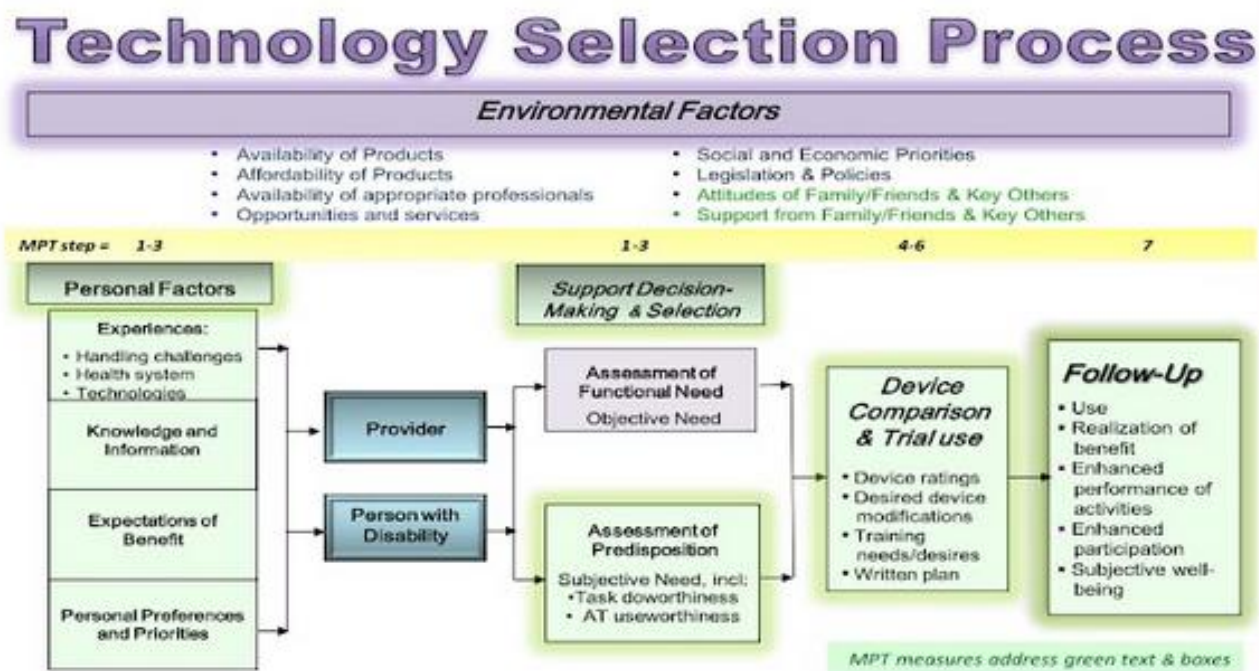 Technology Selection Process
Environmental Factors
• Availability of Products
• Affordability of Products
• Availability of appropriate professionals
• Opportunities and services
• Social and Economic Priorities
• Legislation & Policies
• Attitudes of Family/Friends & Key Others
• Support from Family/Friends & Key Others
MPT step = 1-3 1-3 4-6 7
Personal Factors
Experiences:
• Handling challenges
• Health system
• Technologies
Knowledge and
Information
Expectations of
Benefit
Personal Preferences
and Priorities
Provider
Person with
Disability
Support Decision-
Making & Selection
Assessment of
Functional Need
Objective Need
Assessment of
Predisposition
Subjective Need, incl:
•Task doworthiness
• AT useworthiness
Device
Comparison
& Trial use
• Device ratings
• Desired device
modifications
• Training
needs/desires
• Written plan
Follow-Up
• Use
• Realization of
benefit
• Enhanced
performance of
activities
• Enhanced
participation
• Subjective well-
being
MPT measures address green text & boxes